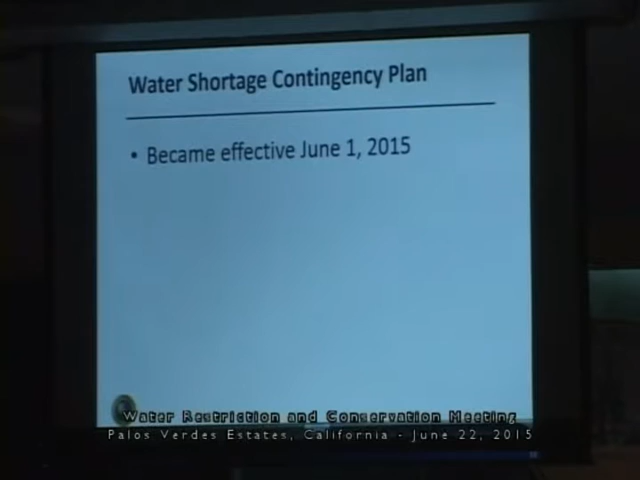 Water Shortage Contingency Plan
• Became effective June 1, 2015
Water Restriction and Conservation Meeting
Palos Verdes Estates, California - June 22, 2015